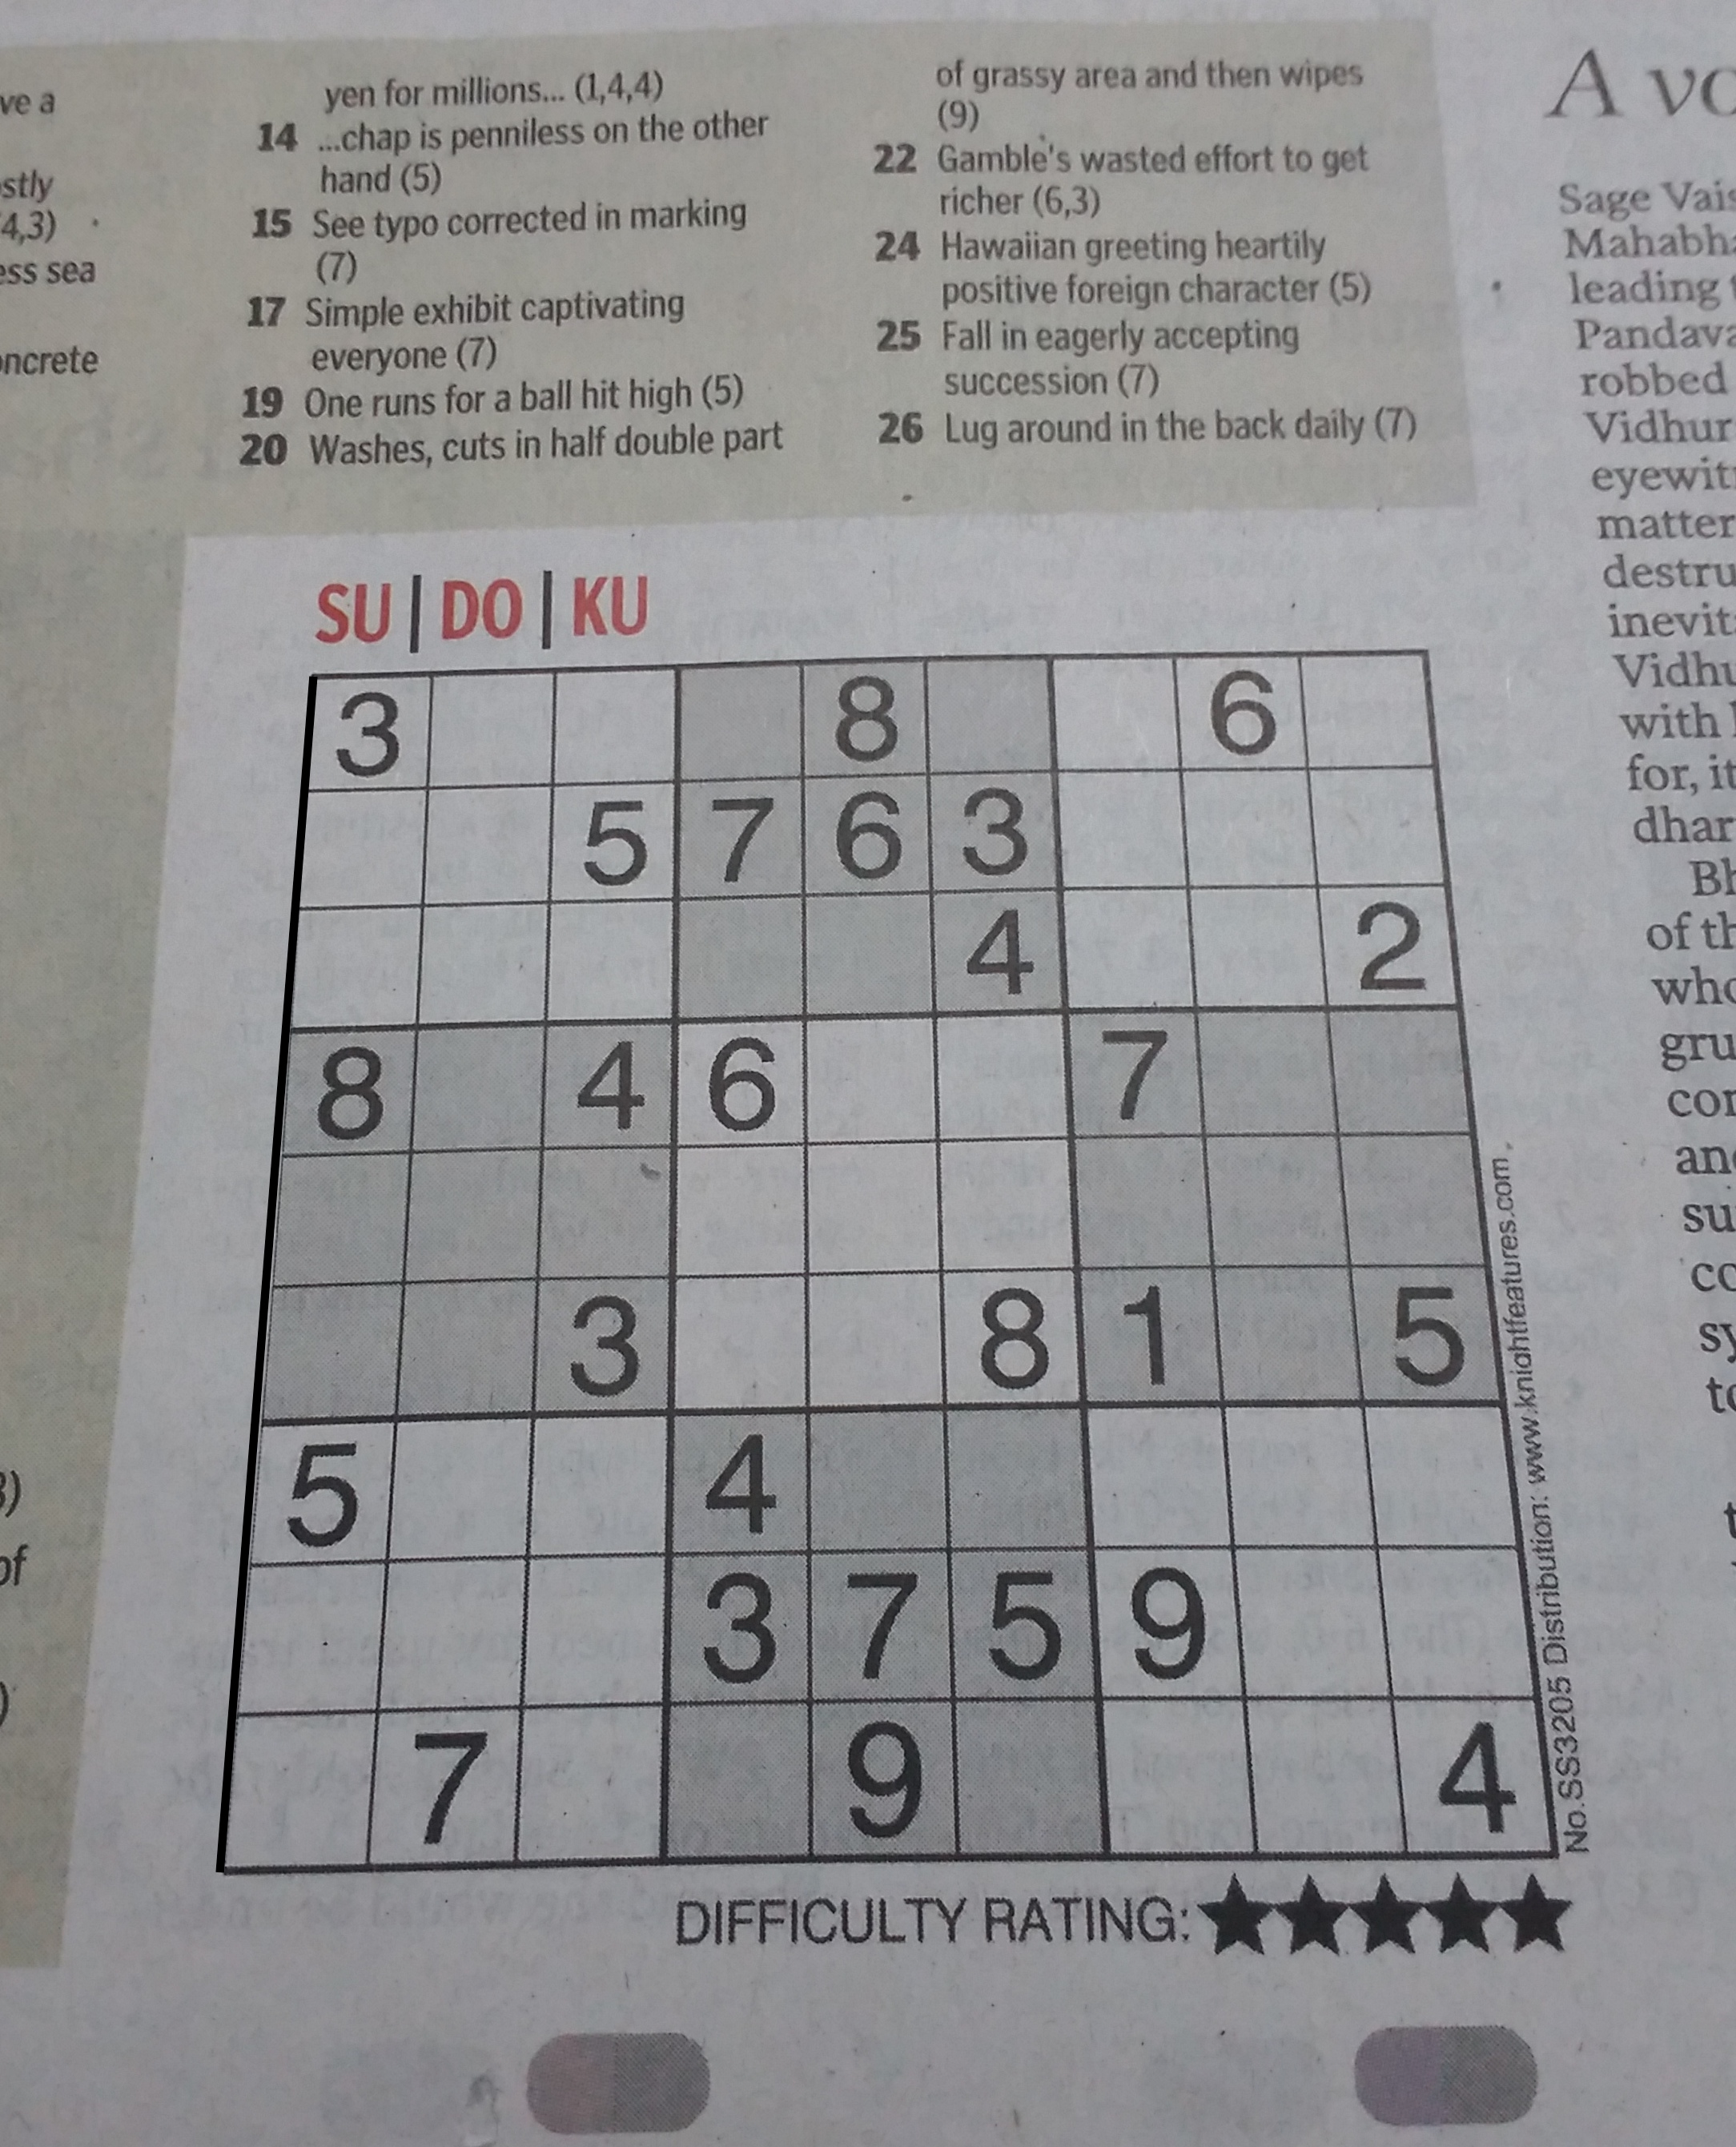 yen for millions... (1,4,4)
14 ...chap is penniless on the other
hand (5)
15 See typo corrected in marking
(7)
17 Simple exhibit captivating
everyone (7)
19 One runs for a ball hit high (5)
20 Washes, cuts in half double part
of grassy area and then wipes
(9)
22 Gamble's wasted effort to get
richer (6,3)
24 Hawaiian greeting heartily
positive foreign character (5)
25 Fall in eagerly accepting
succession (7)
26 Lug around in the back daily (7)
ve a
stly
4,3)
ess sea
ncrete
3)
of
)
A vo
Sage Vais
Mahabha
leading
Pandava
robbed
Vidhur
eyewit
matter
destru
inevit
Vidhu
with
for, it
dhar
Bh
of th
who
gru
con
and
su
co
sy
to
SU | DO | KU
3 8 6
5 7 6 3
4 2
8 4 6 7
3 8 1 5
5 4
3 7 5 9
7 9 4
No.SS3205 Distribution: www.knightfeatures.com
DIFFICULTY RATING: ★★★★★